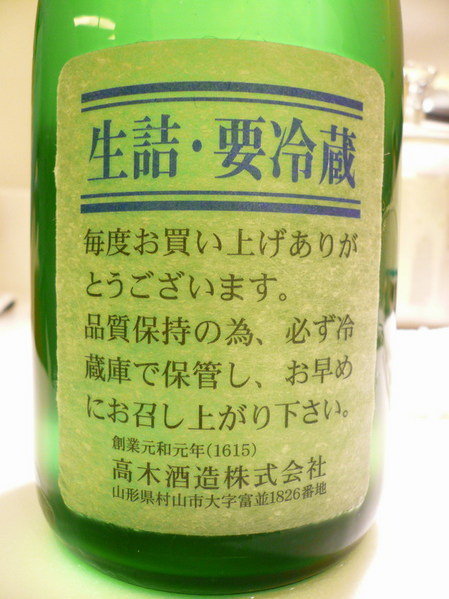 生詰・要冷蔵
毎度お買い上げありが
とうございます。
品質保持の為、必ず冷
蔵庫で保管し、お早め
にお召し上がり下さい。
創業元和元年(1615)
高木酒造株式会社
山形県村山市大字富並1826番地